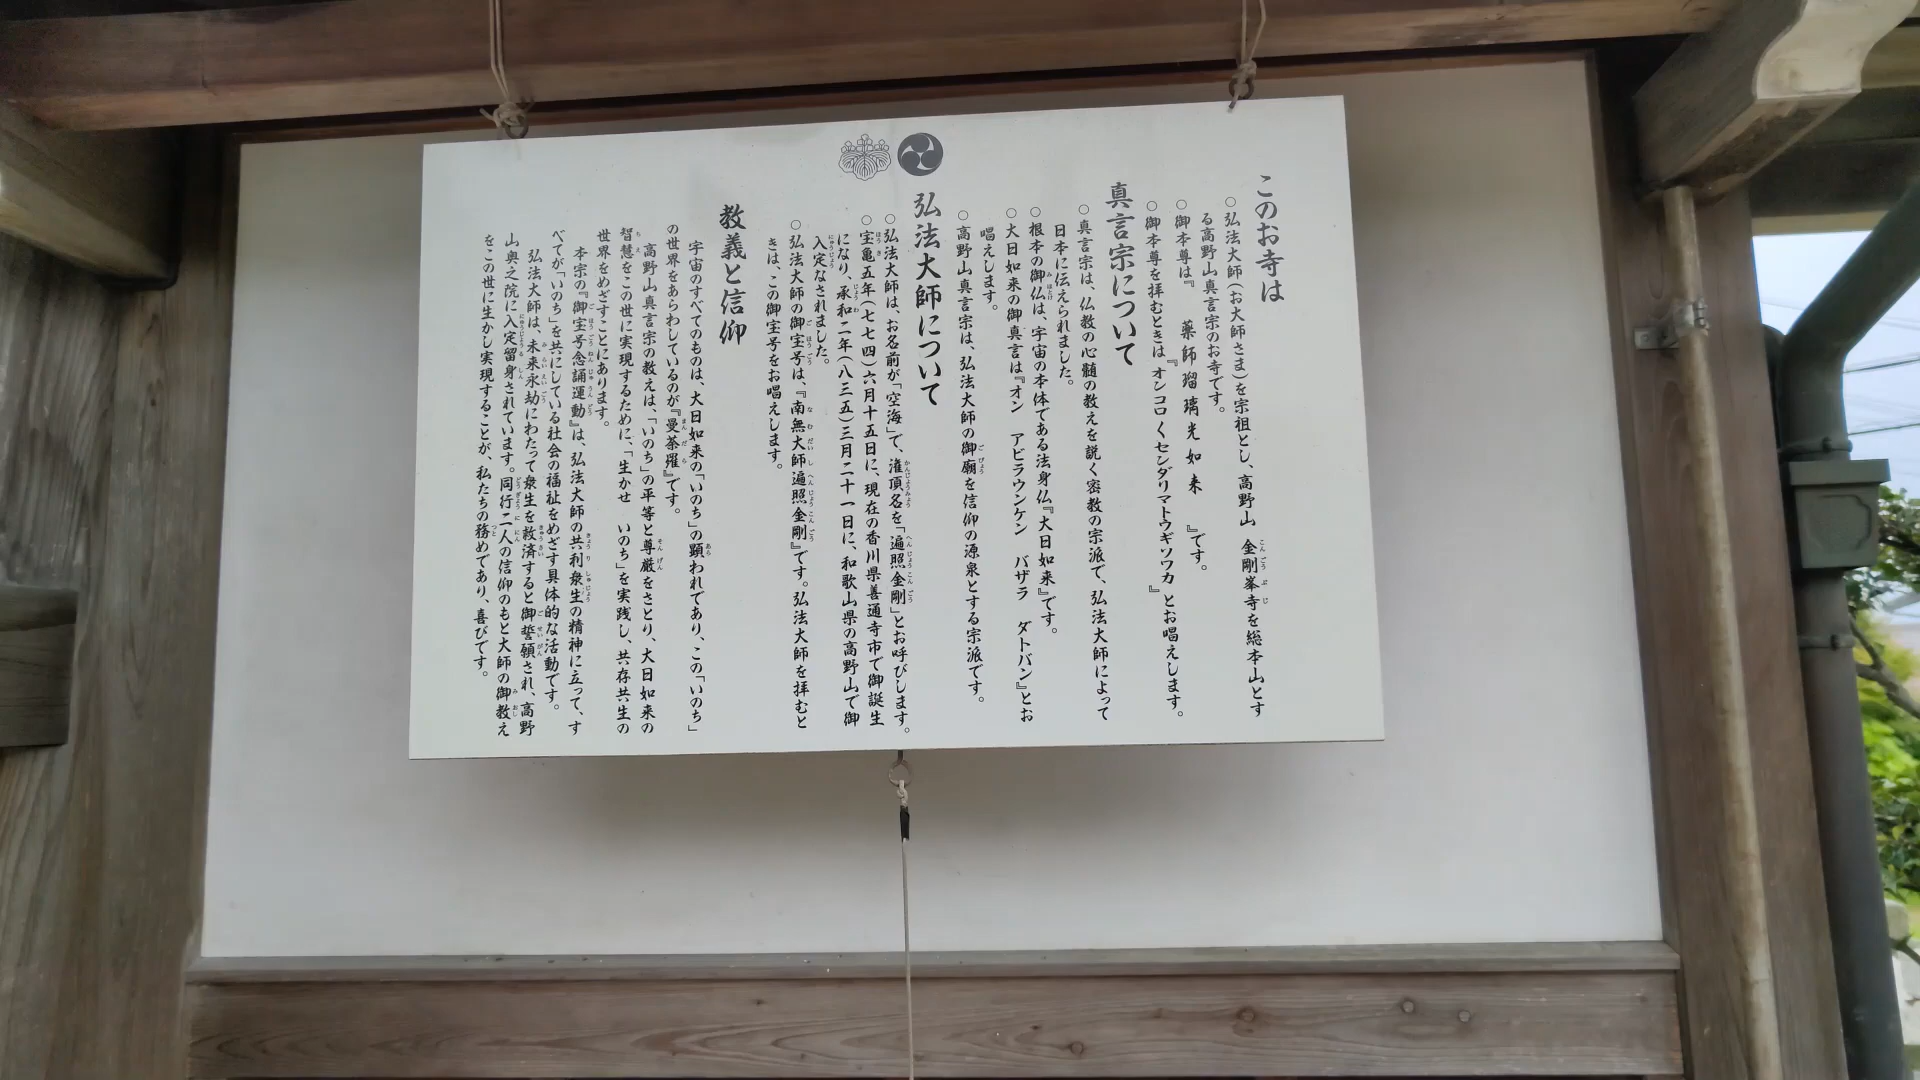 このお寺は
○弘法大師(お大師さま)を宗祖とし、高野山 金剛峯寺を総本山とす
る高野山真言宗のお寺です。
○御本尊は『 薬師瑠璃光如来 』です。
○御本尊を拝むときは『オンコロ〱センダリマトウギソワカ』とお唱えします。
真言宗について
○真言宗は、仏教の心髄の教えを説く密教の宗派で、弘法大師によって
日本に伝えられました。
○根本の御仏は、宇宙の本体である法身仏『大日如来』です。
○大日如来の御真言は『オン アビラウンケン バザラ ダトバン』とお
唱えします。
○高野山真言宗は、弘法大師の御廟を信仰の源泉とする宗派です。
弘法大師について
○弘法大師は、お名前が「空海」で、灌頂名を「遍照金剛」とお呼びします。
○宝亀五年(七七四)六月十五日に、現在の香川県善通寺市で御誕生
になり、承和二年(八三五)三月二十一日に、和歌山県の高野山で御
入定なされました。
○弘法大師の御宝号は、『南無大師遍照金剛』です。弘法大師を拝むと
きは、この御宝号をお唱えします。
教義と信仰
宇宙のすべてのものは、大日如来の「いのち」の顕われであり、この「いのち」
の世界をあらわしているのが『曼荼羅』です。
高野山真言宗の教えは、「いのち」の平等と尊厳をさとり、大日如来の
智慧をこの世に実現するために、「生かせ いのち」を実践し、共存共生の
世界をめざすことにあります。
本宗の『御宝号念誦運動』は、弘法大師の共利衆生の精神に立って、す
べてが「いのち」を共にしている社会の福祉をめざす具体的な活動です。
弘法大師は、未来永劫にわたって衆生を救済すると御誓願され、高野
山奥之院に入定留身されています。同行二人の信仰のもと大師の御教え
をこの世に生かし実現することが、私たちの務めであり、喜びです。